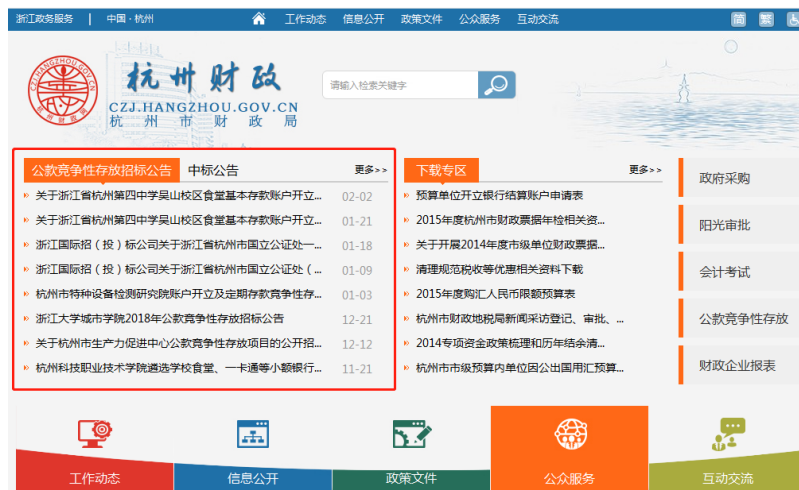 浙江政务服务 | 中国·杭州 工作动态 信息公开 政策文件 公众服务 互动交流 简 繁
CZJ.HANGZHOU.GOV.CN
杭州市财政局
杭州财政
CZJ.HANGZHOU.GOV.CN
杭州市财政局
请输入检索关键字
公款竞争性存放招标公告 中标公告 更多>>
关于浙江省杭州第四中学吴山校区食堂基本存款账户开立... 02-02
关于浙江省杭州第四中学吴山校区食堂基本存款账户开立... 01-21
浙江国际招（投）标公司关于浙江省杭州市国立公证处一... 01-18
浙江国际招（投）标公司关于浙江省杭州市国立公证处（... 01-09
杭州市特种设备检测研究院账户开立及定期存款竞争性存... 01-03
浙江大学城市学院2018年公款竞争性存放招标公告 12-21
关于杭州市生产力促进中心公款竞争性存放项目的公开招... 12-12
杭州科技职业技术学院遴选学校食堂、一卡通等小额银行... 11-21
下载专区 更多>>
预算单位开立银行结算账户申请表
2015年度杭州市财政票据年检相关资...
关于开展2014年度市级单位财政票据...
清理规范税收等优惠相关资料下载
2015年度购汇人民币限额预算表
杭州市财政地税局新闻采访登记、审批、...
2014专项资金政策梳理和历年结余清...
杭州市市级预算内单位因公出国用汇预算...
政府采购
阳光审批
会计考试
公款竞争性存放
财政企业报表
工作动态 信息公开 政策文件 公众服务 互动交流